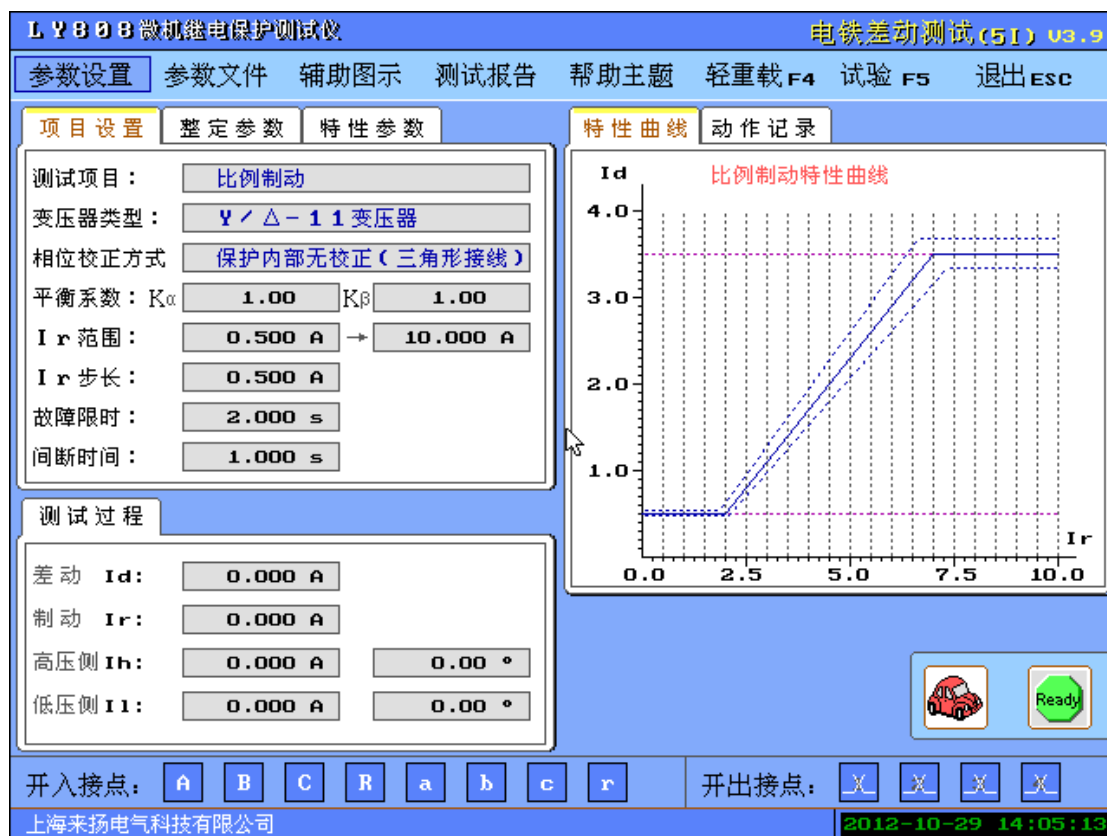 LY808微机继电保护测试仪 电铁差动测试(5I) V3.9
参数设置 参数文件 辅助图示 测试报告 帮助主题 轻重载F4 试验 F5 退出ESC
项目设置 整定参数 特性参数
测试项目： 比例制动
变压器类型： Y/△-11变压器
相位校正方式 保护内部无校正(三角形接线)
平衡系数：Kα 1.00 Kβ 1.00
Ir范围： 0.500 A → 10.000 A
Ir步长： 0.500 A
故障限时： 2.000 s
间断时间： 1.000 s
测试过程
差动 Id: 0.000 A
制动 Ir: 0.000 A
高压侧Ih: 0.000 A 0.00 °
低压侧Il: 0.000 A 0.00 °
特性曲线 动作记录
Id 比例制动特性曲线
4.0
3.0
2.0
1.0
Ir
0.0 2.5 5.0 7.5 10.0
Ready
开入接点： A B C R a b c r 开出接点： X X X X
上海来扬电气科技有限公司 2012-10-29 14:05:13